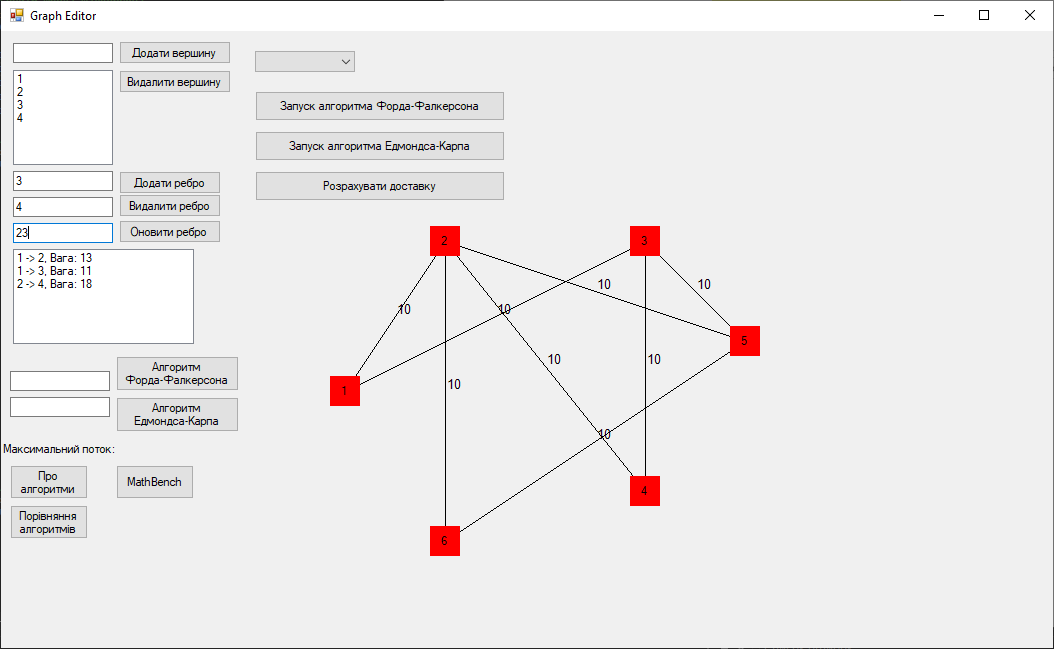 Graph Editor
Додати вершину
Видалити вершину
1
2
3
4
3
Додати ребро
4
Видалити ребро
23
Оновити ребро
1 -> 2, Вага: 13
1 -> 3, Вага: 11
2 -> 4, Вага: 18
Алгоритм
Форда-Фалкерсона
Алгоритм
Едмондса-Карпа
Максимальний поток:
Про
алгоритми
MathBench
Порівняння
алгоритмів
Запуск алгоритма Форда-Фалкерсона
Запуск алгоритма Едмондса-Карпа
Розрахувати доставку
2
3
10
10
10
10
5
10
10
10
1
10
4
6